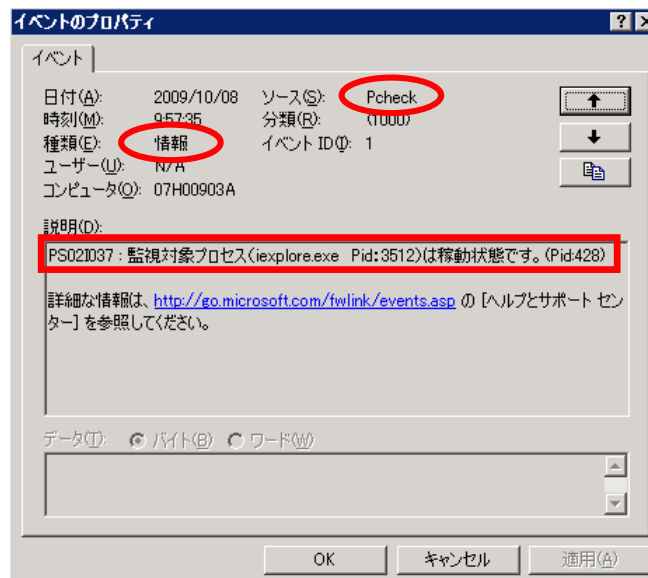 イベントのプロパティ
イベント
日付(A): 2009/10/08 ソース(S): Pcheck
時刻(M): 9:57:35 分類(R): (1000)
種類(E): 情報 イベント ID(I): 1
ユーザー(U): N/A
コンピュータ(O): 07H00903A
説明(D):
PS02I037 : 監視対象プロセス(iexplore.exe Pid:3512)は稼動状態です。(Pid:428)
詳細な情報は、http://go.microsoft.com/fwlink/events.asp の [ヘルプとサポート セン
ター] を参照してください。
データ(T): バイト(B) ワード(W)
OK キャンセル 適用(A)